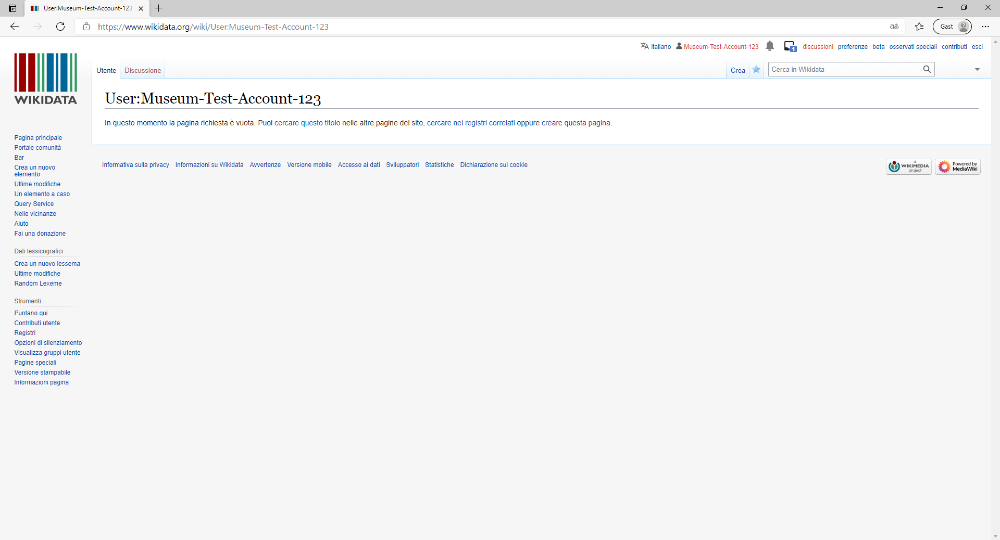 User:Museum-Test-Account-123
https://www.wikidata.org/wiki/User:Museum-Test-Account-123
aあ
Gast
italiano Museum-Test-Account-123 1 discussioni preferenze beta osservati speciali contributi esci
WIKIDATA
Utente Discussione Crea Cerca in Wikidata
User:Museum-Test-Account-123
In questo momento la pagina richiesta è vuota. Puoi cercare questo titolo nelle altre pagine del sito, cercare nei registri correlati oppure creare questa pagina.
Pagina principale
Portale comunità
Bar
Crea un nuovo
elemento
Ultime modifiche
Un elemento a caso
Query Service
Nelle vicinanze
Aiuto
Fai una donazione
Dati lessicografici
Crea un nuovo lessema
Ultime modifiche
Random Lexeme
Strumenti
Puntano qui
Contributi utente
Registri
Opzioni di silenziamento
Visualizza gruppi utente
Pagine speciali
Versione stampabile
Informazioni pagina
Informativa sulla privacy Informazioni su Wikidata Avvertenze Versione mobile Accesso ai dati Sviluppatori Statistiche Dichiarazione sui cookie
a
WIKIMEDIA
project
Powered by
MediaWiki